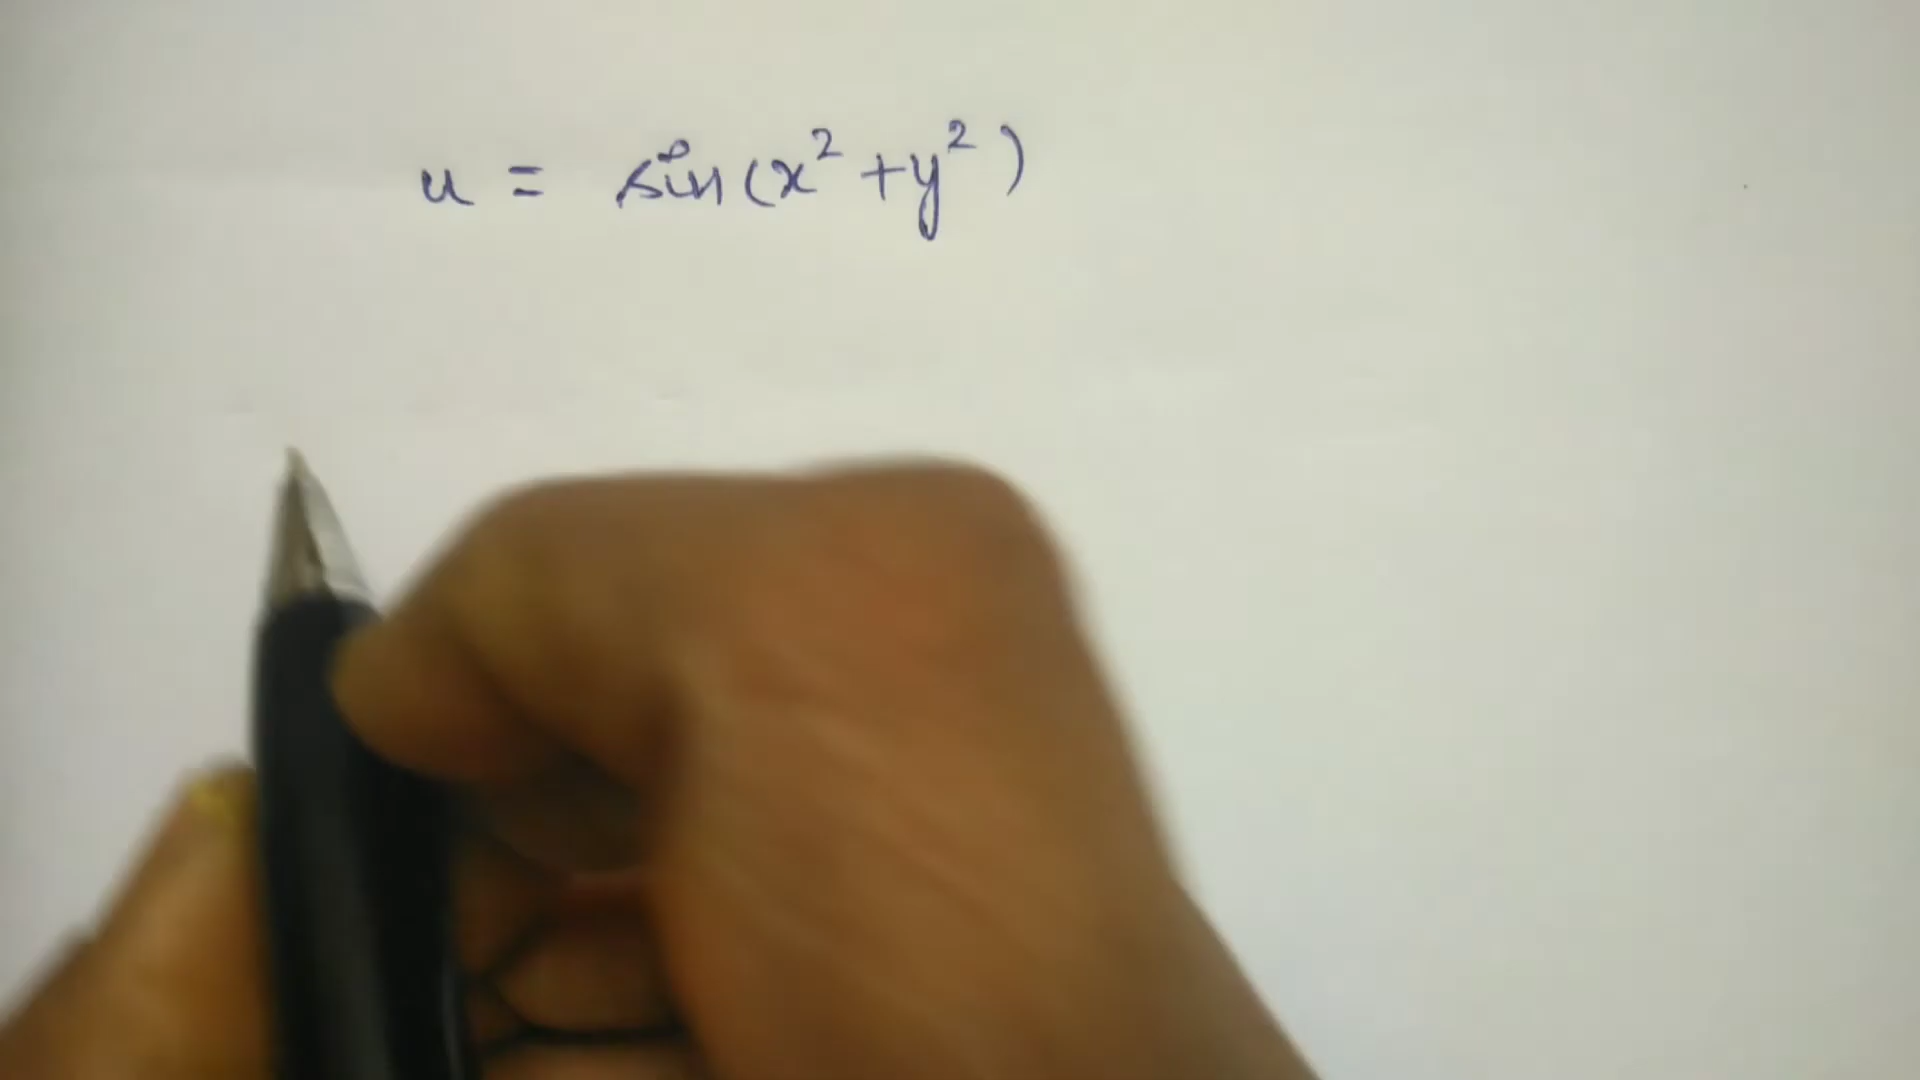 u = sin(x² + y²)